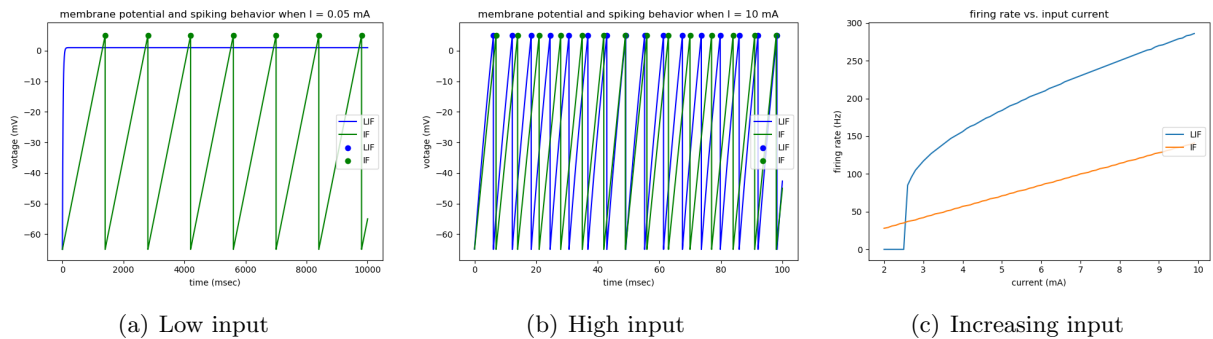 membrane potential and spiking behavior when I = 0.05 mA
0
−10
−20
−30
−40
−50
−60
votage (mV)
LIF
IF
LIF
IF
0 2000 4000 6000 8000 10000
time (msec)
(a) Low input
membrane potential and spiking behavior when I = 10 mA
0
−10
−20
−30
−40
−50
−60
votage (mV)
LIF
IF
LIF
IF
0 20 40 60 80 100
time (msec)
(b) High input
firing rate vs. input current
300
250
200
150
100
50
0
firing rate (Hz)
LIF
IF
2 3 4 5 6 7 8 9 10
current (mA)
(c) Increasing input